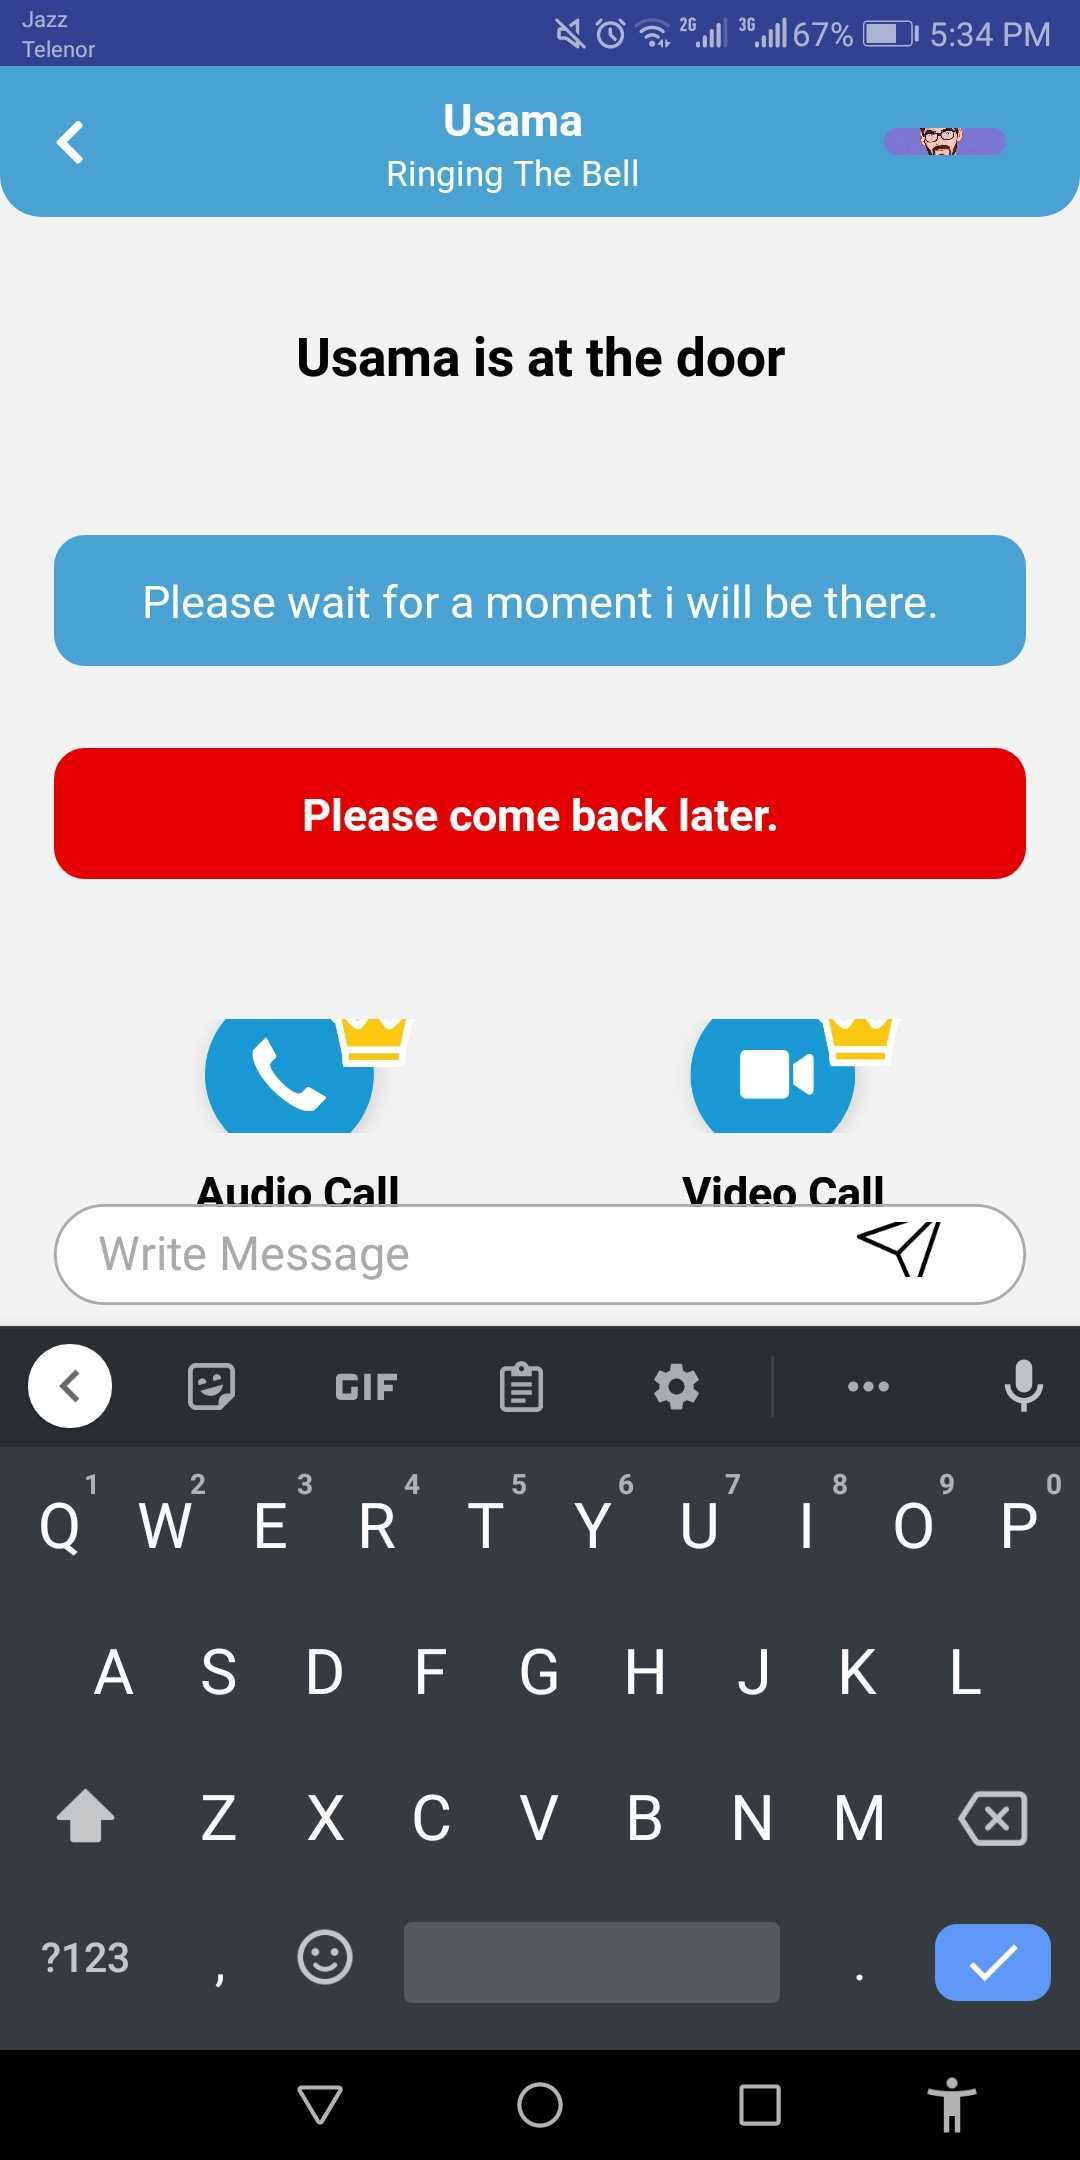 Jazz
Telenor
2G 3G 67% 5:34 PM
Usama
Ringing The Bell
Usama is at the door
Please wait for a moment i will be there.
Please come back later.
Audio Call Video Call
Write Message
GIF
1 2 3 4 5 6 7 8 9 0
Q W E R T Y U I O P
A S D F G H J K L
Z X C V B N M
?123 , .